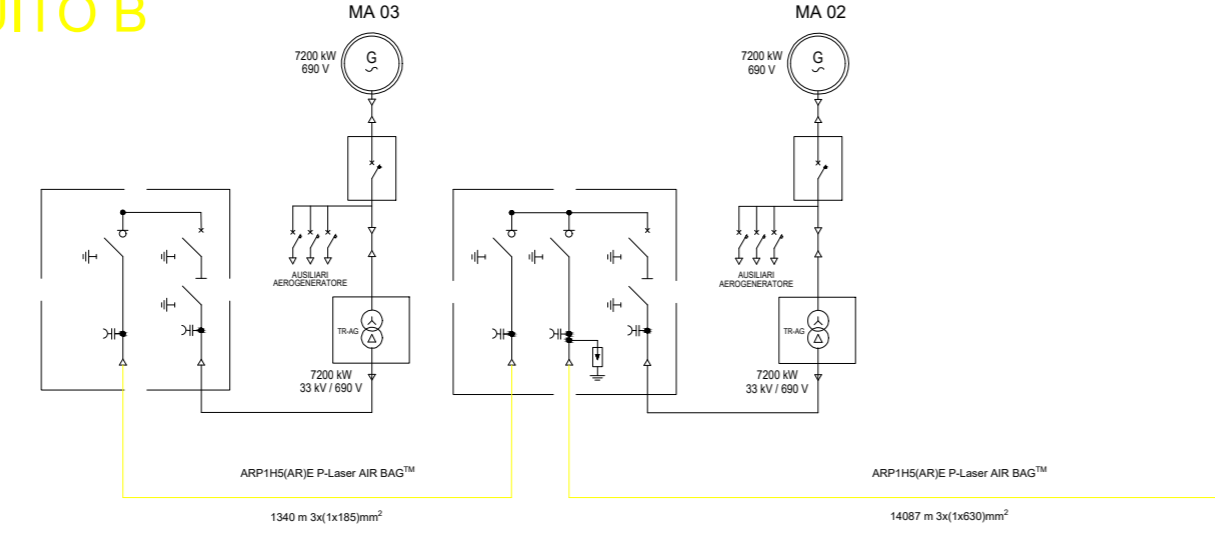 UITO B
MA 03
MA 02
7200 kW
690 V
G
7200 kW
690 V
G
AUSILIARI
AEROGENERATORE
AUSILIARI
AEROGENERATORE
TR-AG
TR-AG
7200 kW
33 kV / 690 V
7200 kW
33 kV / 690 V
ARP1H5(AR)E P-Laser AIR BAG™
ARP1H5(AR)E P-Laser AIR BAG™
1340 m 3x(1x185)mm²
14087 m 3x(1x630)mm²